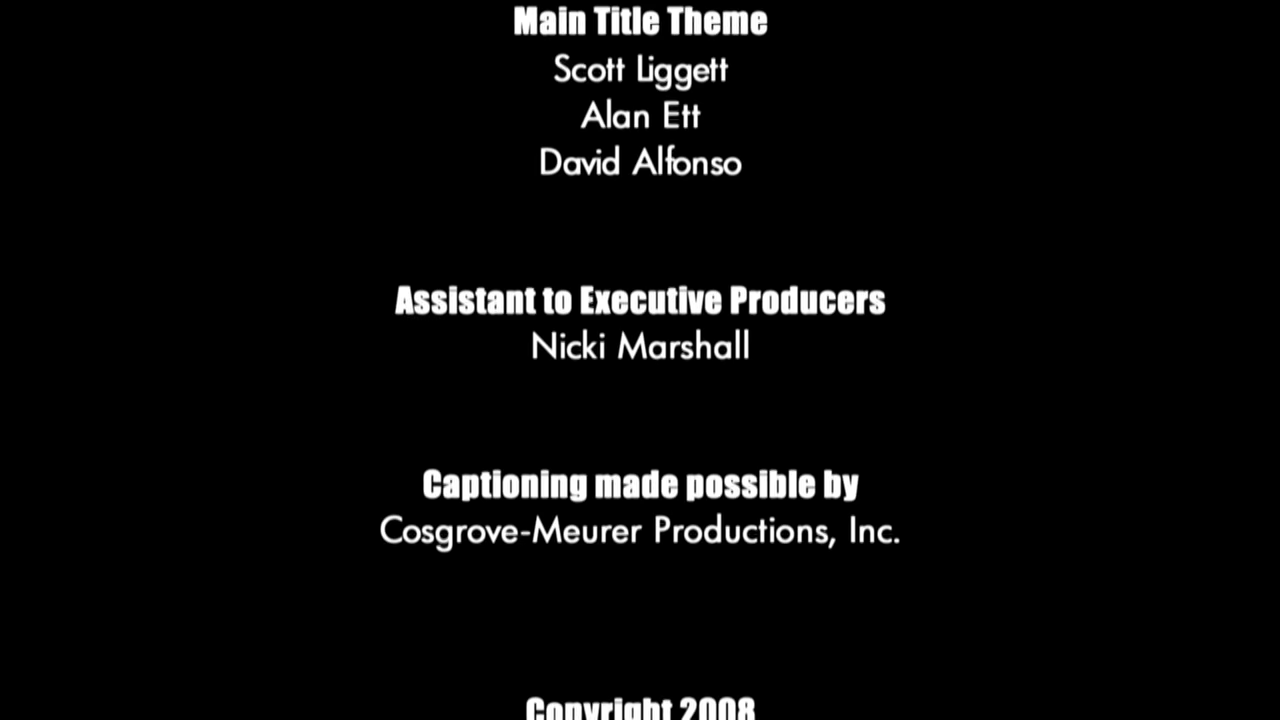 Main Title Theme
Scott Liggett
Alan Ett
David Alfonso
Assistant to Executive Producers
Nicki Marshall
Captioning made possible by
Cosgrove-Meurer Productions, Inc.
Copyright 2008